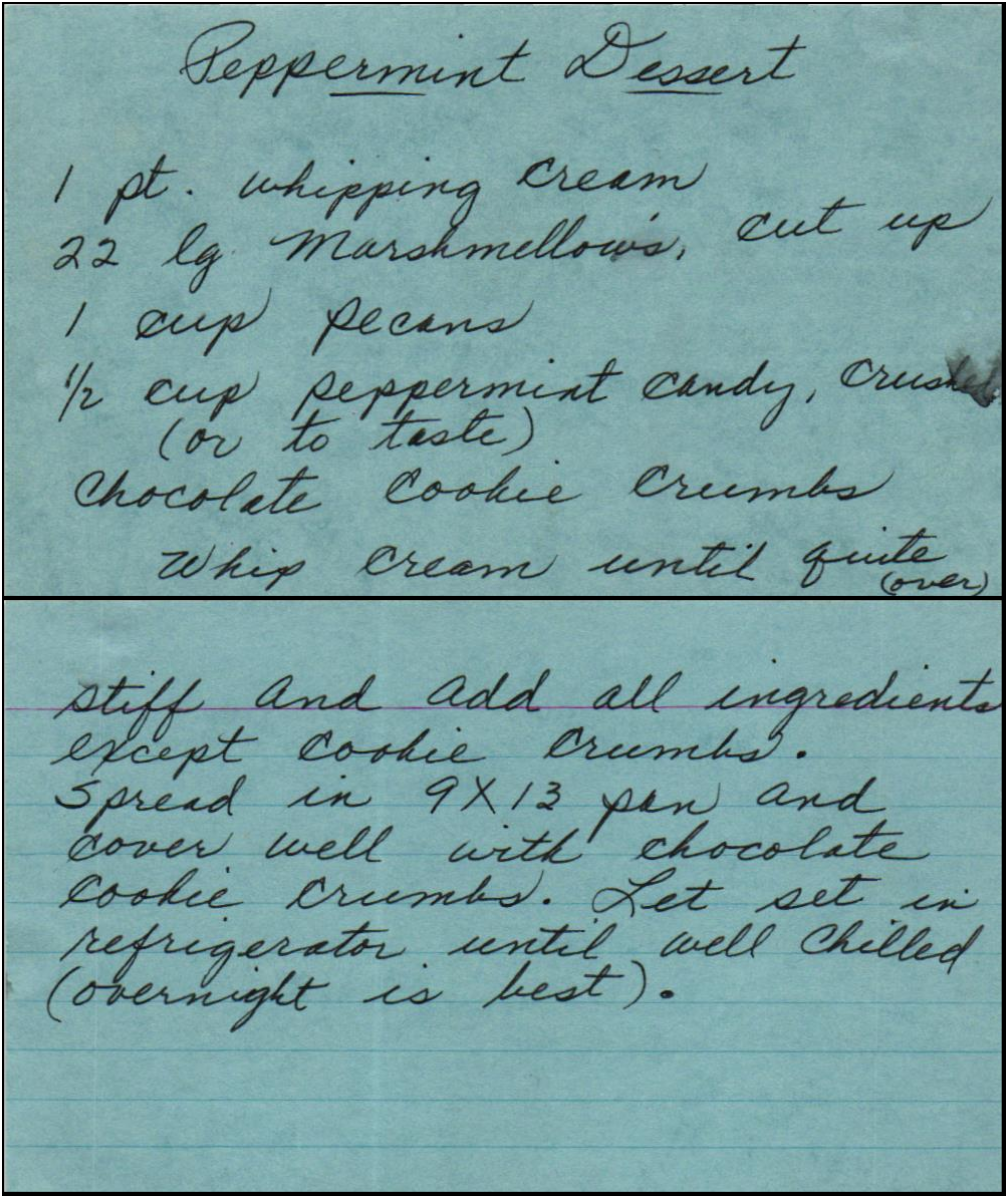 Peppermint Dessert
1 pt. whipping cream
22 lg. Marshmellows, cut up
1 cup pecans
1/2 cup peppermint candy, crushed
(or to taste)
Chocolate Cookie Crumbs
Whip cream until quite
(over)
stiff and add all ingredients
except cookie crumbs.
Spread in 9X13 pan and
cover well with chocolate
cookie crumbs. Let set in
refrigerator until well chilled
(overnight is best).